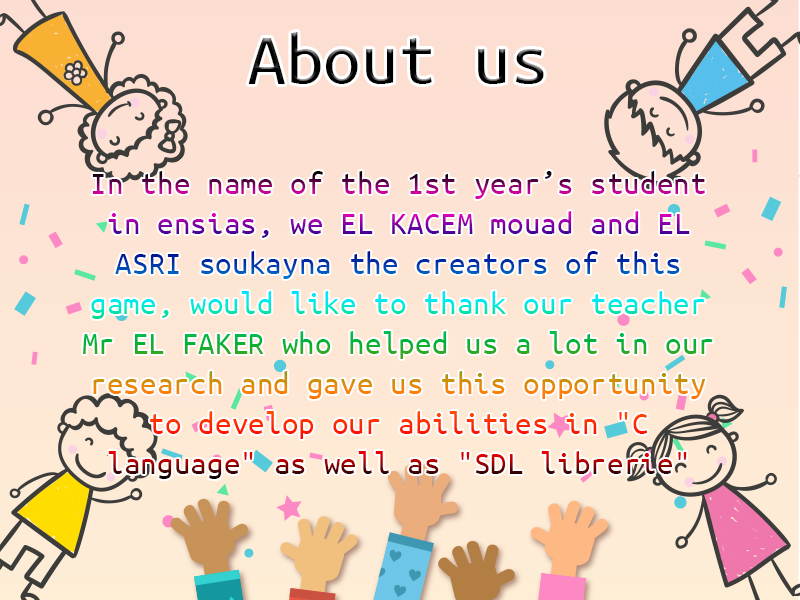 About us
In the name of the 1st year’s student
in ensias, we EL KACEM mouad and EL
ASRI soukayna the creators of this
game, would like to thank our teacher
Mr EL FAKER who helped us a lot in our
research and gave us this opportunity
to develop our abilities in "C
language" as well as "SDL librerie"